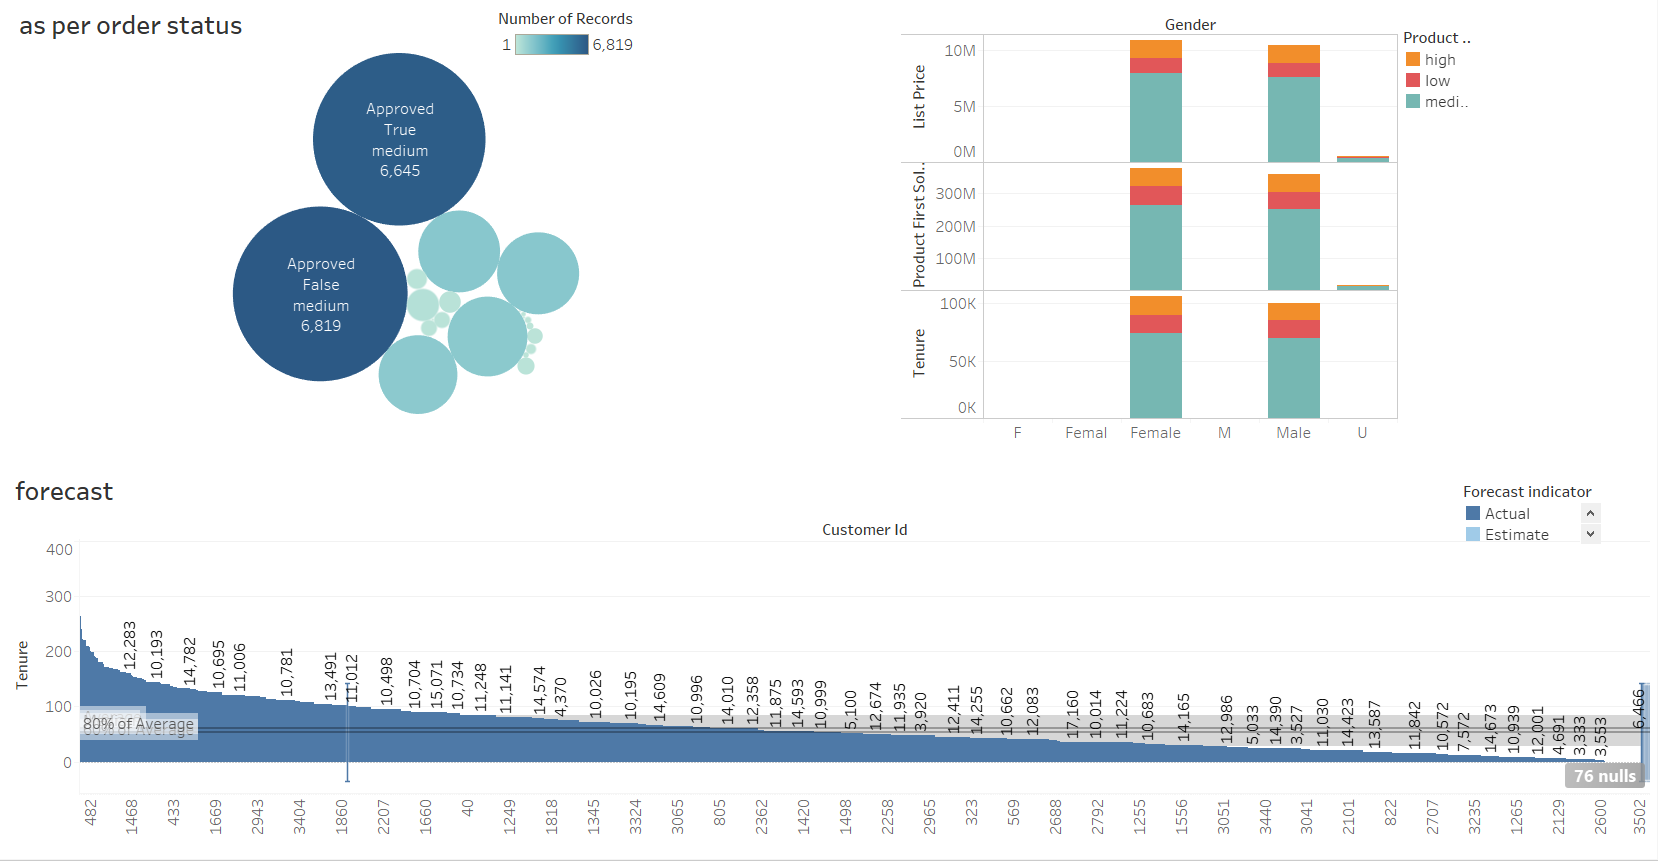 as per order status
Number of Records
1 6,819
Approved
True
medium
6,645
Approved
False
medium
6,819
Gender
Product ..
high
low
medi..
List Price
10M
5M
0M
Product First Sol..
300M
200M
100M
Tenure
100K
50K
0K
F Femal Female M Male U
forecast
Forecast indicator
Actual
Estimate
Customer Id
Tenure
400
300
200
100
0
80% of Average
12,283 10,193 14,782 10,695 11,006 10,781 13,491 11,012 10,498 10,704 15,071 10,734 11,248 11,141 14,574 4,370 10,026 10,195 14,609 10,996 14,010 12,358 11,875 14,593 10,999 5,100 12,674 11,935 3,920 12,411 14,255 10,662 12,083 17,160 10,014 11,224 10,683 14,165 12,986 5,033 14,390 3,527 11,030 14,423 13,587 11,842 10,572 7,572 14,673 10,939 12,001 4,691 3,333 3,553 6,466
76 nulls
482 1468 433 1669 2943 3404 1860 2207 1660 40 1249 1818 1345 3324 3065 805 2362 1420 1498 2258 2965 323 569 2688 2792 1255 1556 3051 3440 3041 2101 822 2707 3235 1265 2129 2600 3502